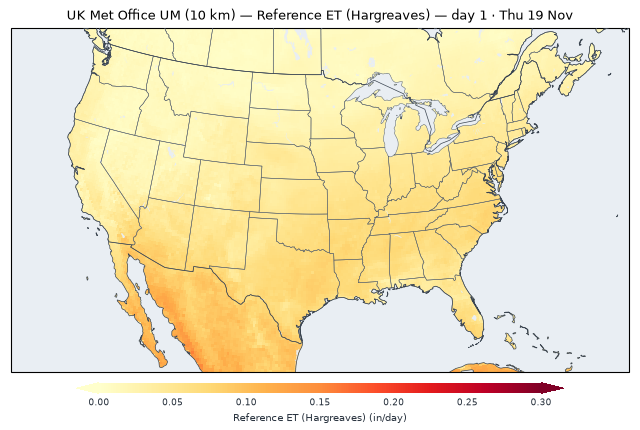 UK Met Office UM (10 km) — Reference ET (Hargreaves) — day 1 · Thu 19 Nov
0.00 0.05 0.10 0.15 0.20 0.25 0.30
Reference ET (Hargreaves) (in/day)